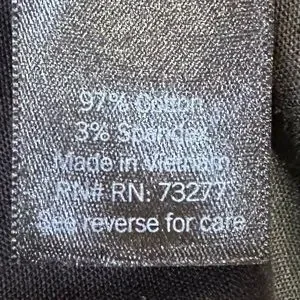 97% Cotton
3% Spandex
Made in Vietnam
RN# RN: 73277
See reverse for care